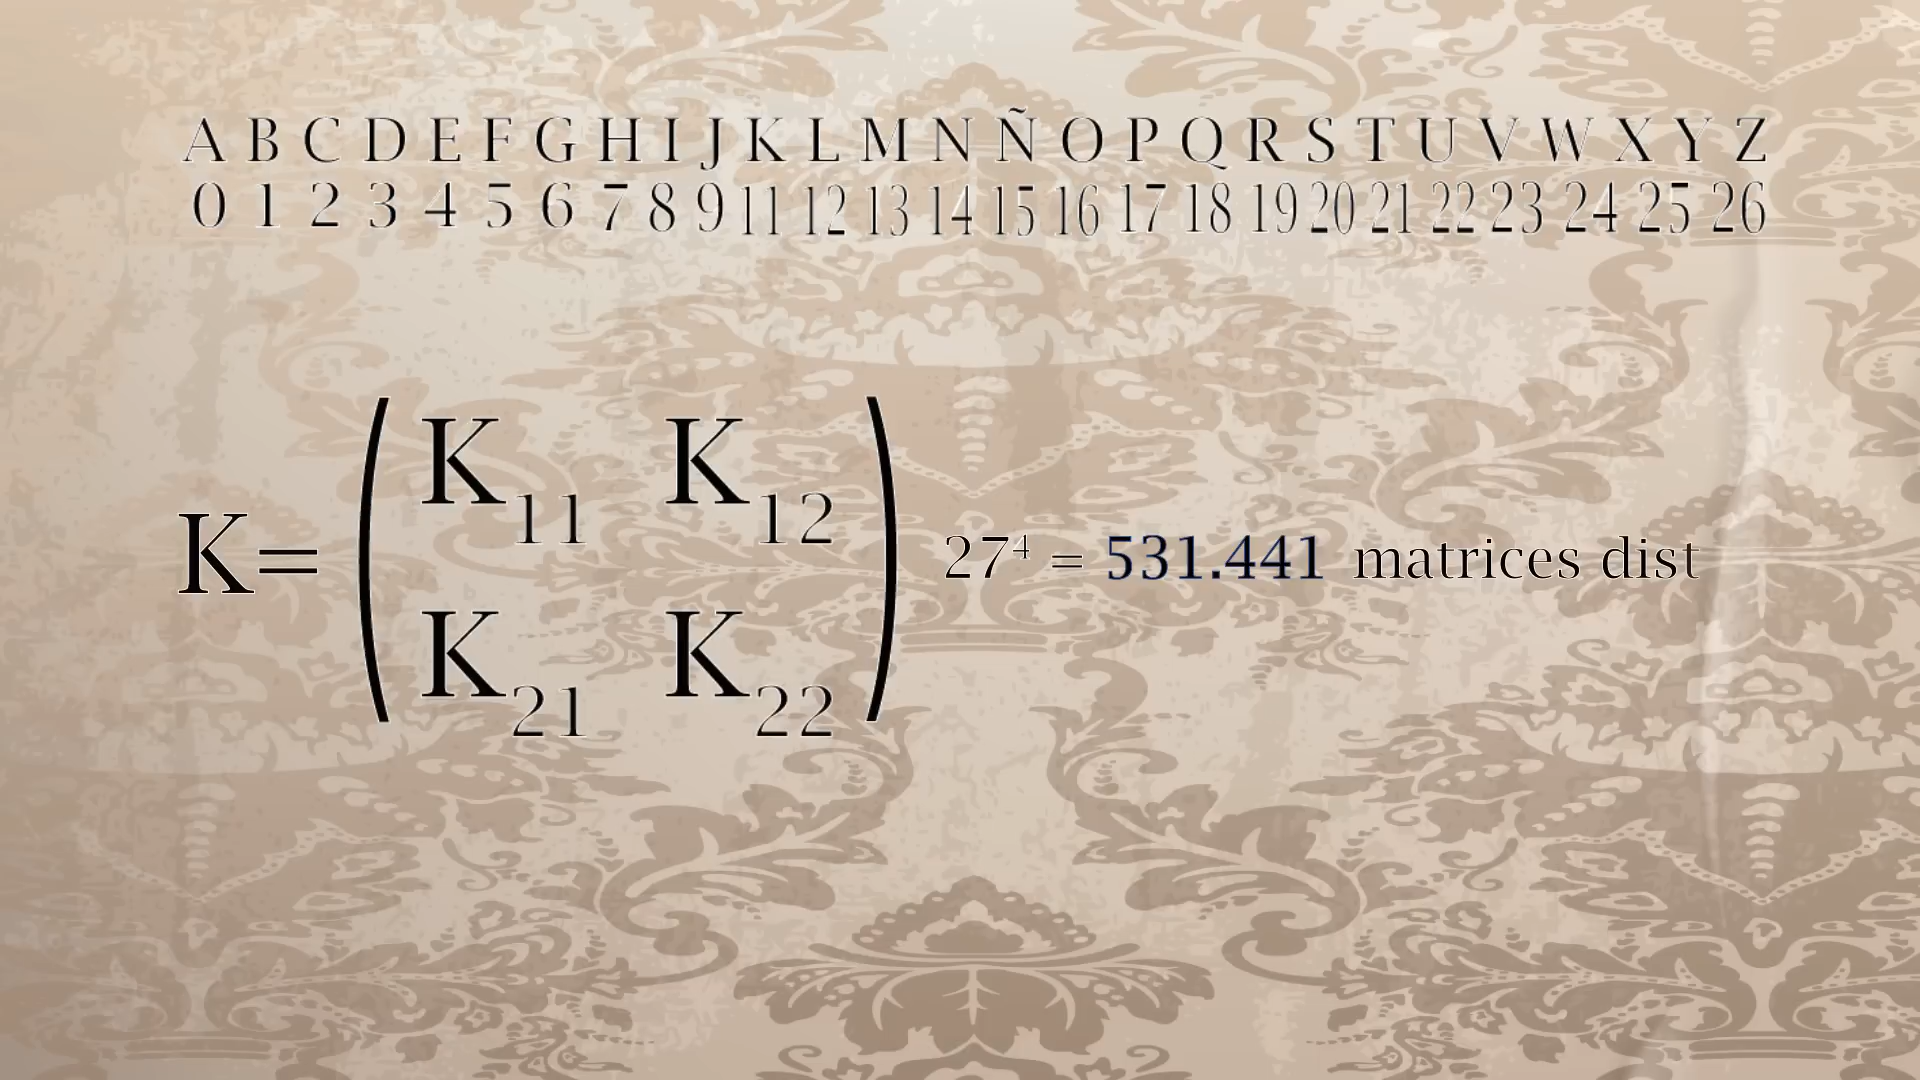 A B C D E F G H I J K L M N Ñ O P Q R S T U V W X Y Z
0 1 2 3 4 5 6 7 8 9 11 12 13 14 15 16 17 18 19 20 21 22 23 24 25 26
K= ( K11 K12
K21 K22 ) 27⁴ = 531.441 matrices dist